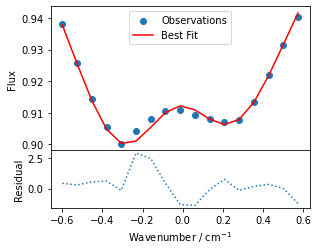 0.94
0.93
0.92
0.91
0.90
Flux
Observations
Best Fit
2.5
0.0
Residual
-0.6 -0.4 -0.2 0.0 0.2 0.4 0.6
Wavenumber / cm⁻¹